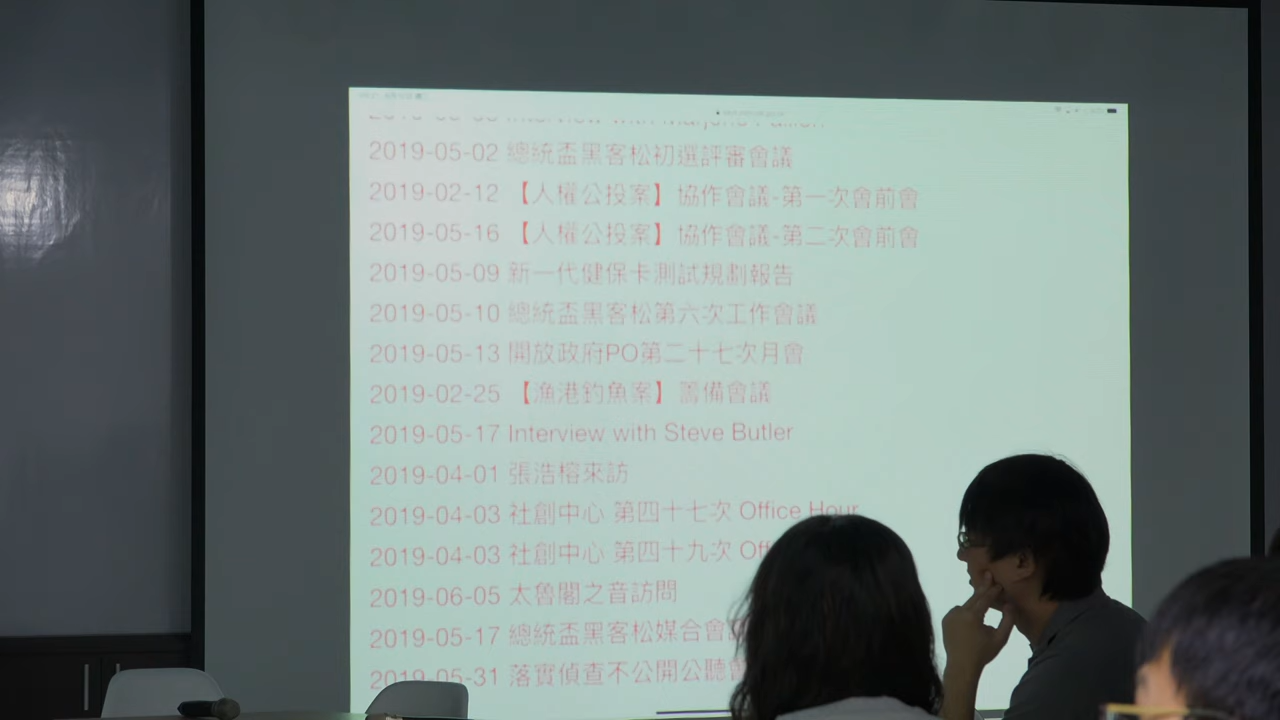 Interview with
2019-05-02 總統盃黑客松初選評審會議
2019-02-12 【人權公投案】協作會議-第一次會前會
2019-05-16 【人權公投案】協作會議-第二次會前會
2019-05-09 新一代健保卡測試規劃報告
2019-05-10 總統盃黑客松第六次工作會議
2019-05-13 開放政府PO第二十七次月會
2019-02-25 【漁港釣魚案】籌備會議
2019-05-17 Interview with Steve Butler
2019-04-01 張浩榕來訪
2019-04-03 社創中心 第四十七次 Office Hour
2019-04-03 社創中心 第四十九次 Off
2019-06-05 太魯閣之音訪問
2019-05-17 總統盃黑客松媒合會
2019-05-31 落實偵查不公開公聽會